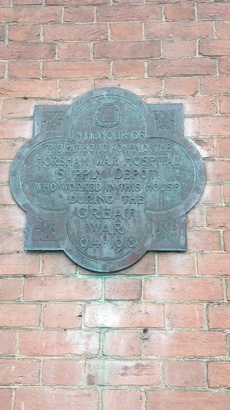 IN HONOUR OF
THE PATRIOTIC WOMEN OF THE
HORSHAM WAR HOSPITAL
SUPPLY DEPOT
WHO WORKED IN THIS HOUSE
DURING THE
GREAT
WAR
1914-1918